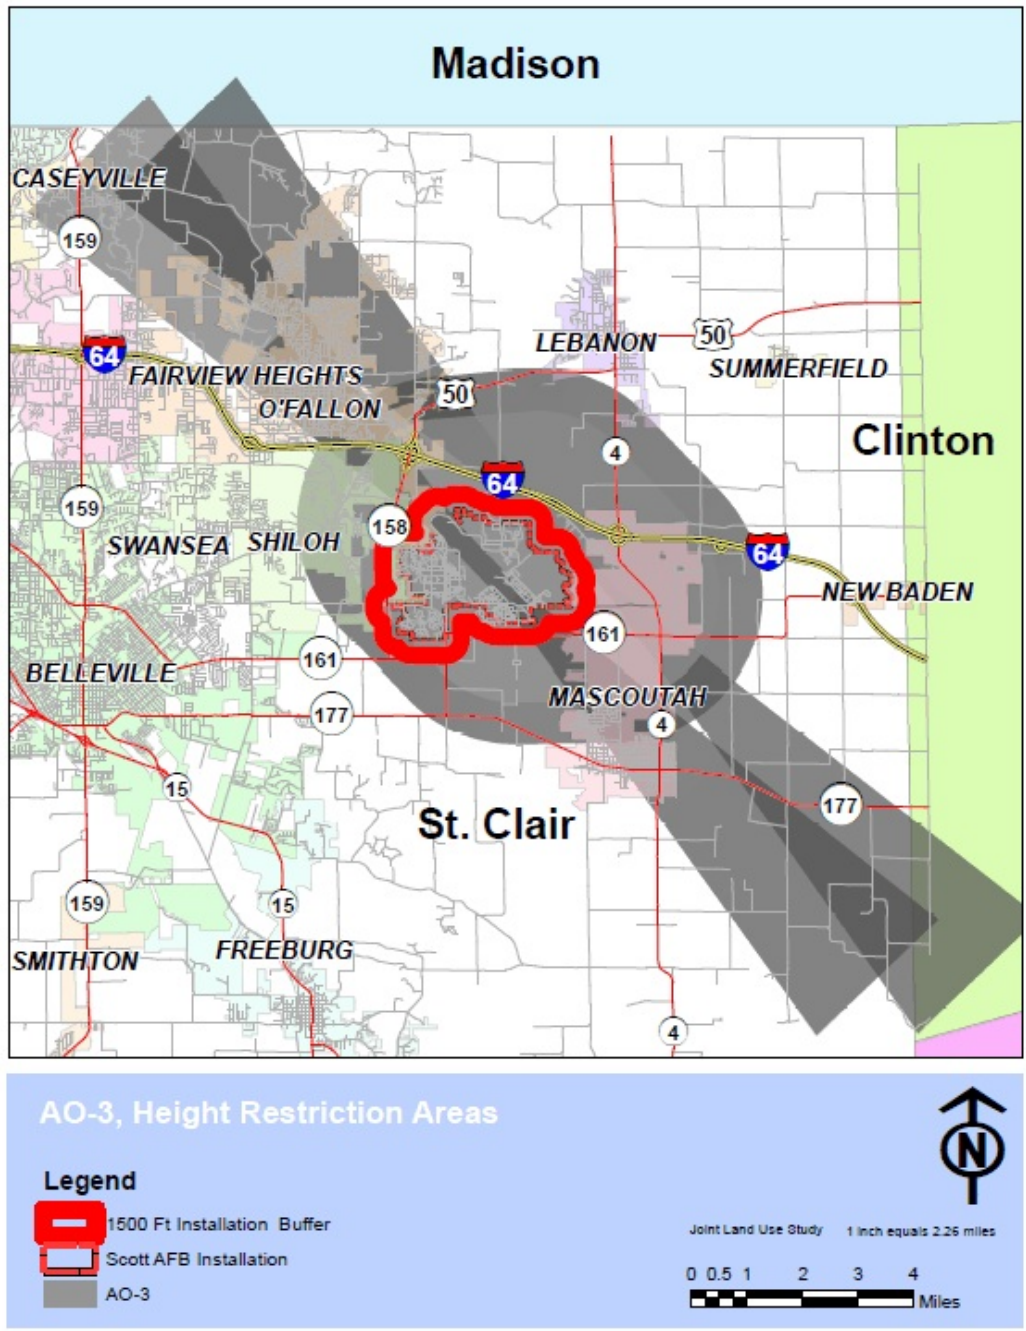 Madison
CASEYVILLE
159
50
64
LEBANON
SUMMERFIELD
FAIRVIEW HEIGHTS
50
O'FALLON
Clinton
4
64
159
158
SWANSEA
SHILOH
64
NEW BADEN
161
161
BELLEVILLE
MASCOUTAH
177
4
15
177
St. Clair
159
15
FREEBURG
SMITHTON
4
AO-3, Height Restriction Areas
Legend
1500 Ft Installation Buffer
Scott AFB Installation
AO-3
N
Joint Land Use Study 1 inch equals 2.26 miles
0 0.5 1 2 3 4
Miles